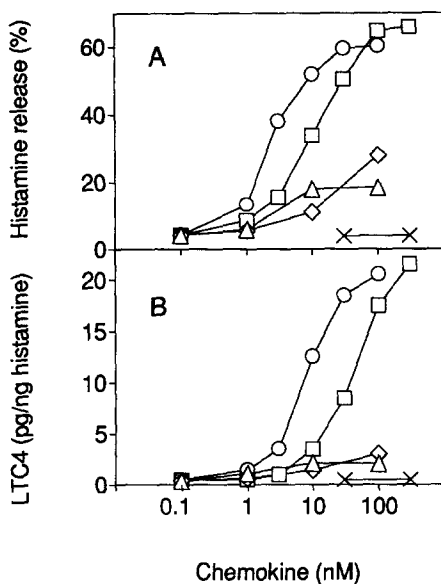 Histamine release (%)
60
40
20
0
A
LTC4 (pg/ng histamine)
20
15
10
5
0
B
0.1 1 10 100
Chemokine (nM)